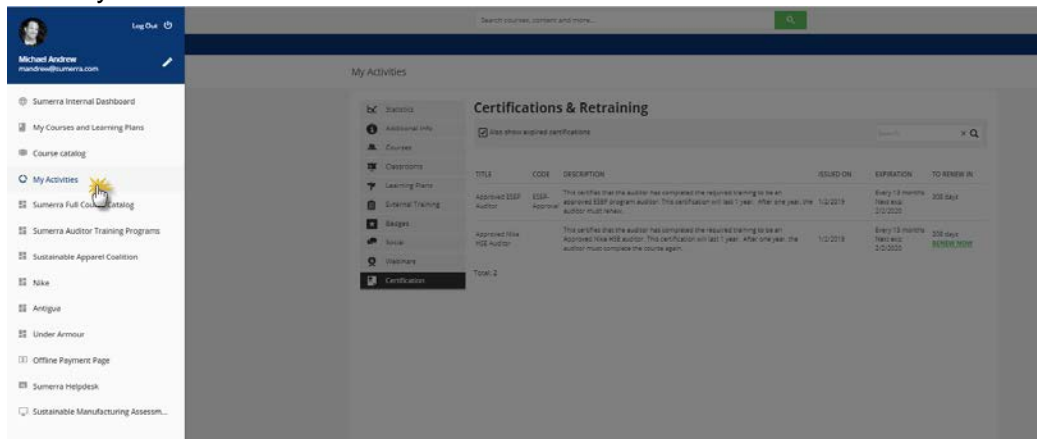 Log Out
Michael Andrew
mandrew@sumerra.com
Sumerra Internal Dashboard
My Courses and Learning Plans
Course catalog
My Activities
Sumerra Full Course Catalog
Sumerra Auditor Training Programs
Sustainable Apparel Coalition
Nike
Antigua
Under Armour
Offline Payment Page
Sumerra Helpdesk
Sustainable Manufacturing Assessm...
Search courses, content and more...
My Activities
Statistics
Additional Info
Courses
Classrooms
Learning Plans
External Training
Badges
Social
Webinars
Certification
Certifications & Retraining
Also show expired certifications
Search
TITLE CODE DESCRIPTION ISSUED ON EXPIRATION TO RENEW IN
Approved ESEP Auditor
ESEP-Approval
This certifies that the auditor has completed the required training to be an
approved ESEP program auditor. This certification will last 1 year. After one year, the
auditor must renew.
1/2/2019
Every 13 months
Next exp:
2/2/2020
208 days
Approved Nike
HSE Auditor
This certifies that the auditor has completed the required training to be an
Approved Nike HSE auditor. This certification will last 1 year. After one year, the
auditor must complete the course again.
1/2/2019
Every 13 months
Next exp:
2/2/2020
208 days
RENEW NOW
Total: 2